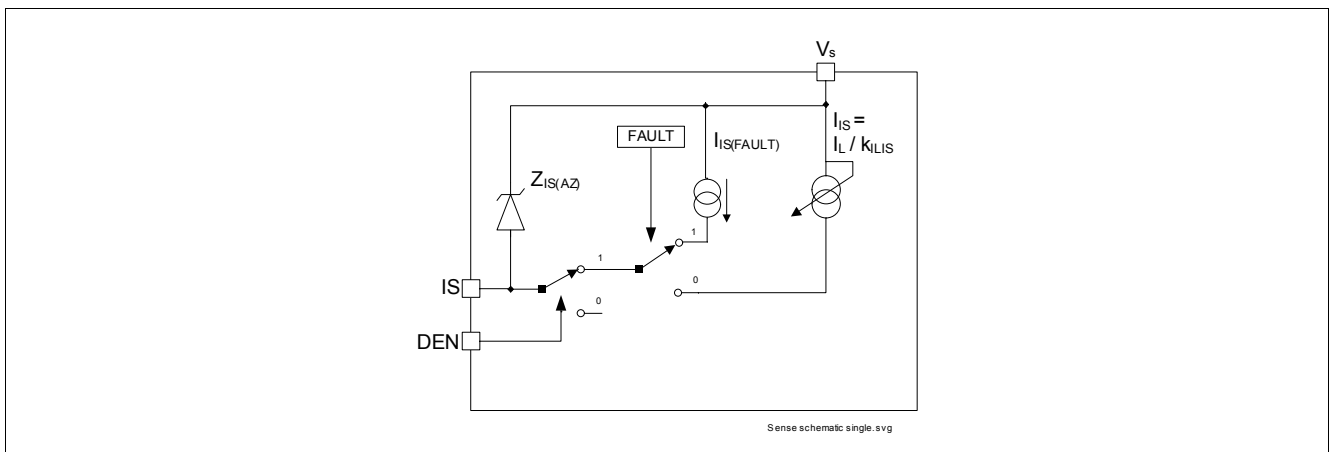 Vs
FAULT
IIS(FAULT)
IIS =
IL / kILIS
ZIS(AZ)
1
1
0
IS
0
DEN
Sense schematic single.svg